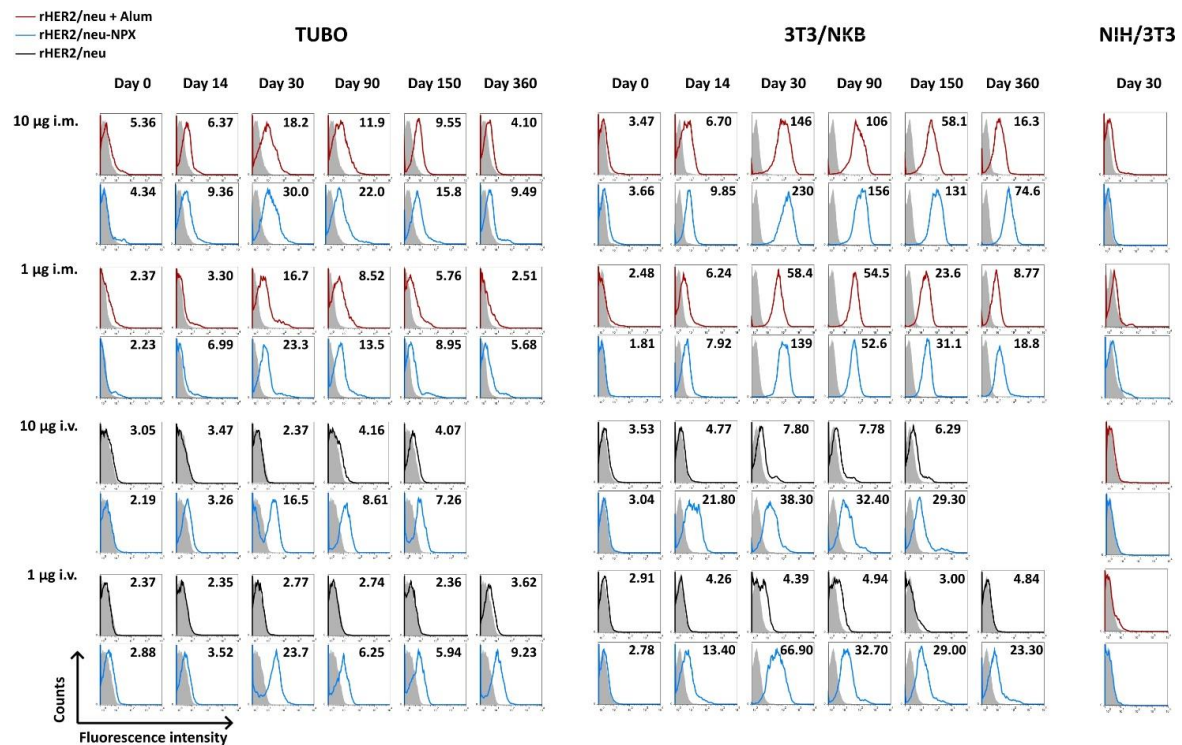 rHER2/neu + Alum
rHER2/neu-NPX
rHER2/neu
TUBO 3T3/NKB NIH/3T3
Day 0 Day 14 Day 30 Day 90 Day 150 Day 360 Day 0 Day 14 Day 30 Day 90 Day 150 Day 360 Day 30
10 µg i.m. 5.36 6.37 18.2 11.9 9.55 4.10 3.47 6.70 146 106 58.1 16.3
4.34 9.36 30.0 22.0 15.8 9.49 3.66 9.85 230 156 131 74.6
1 µg i.m. 2.37 3.30 16.7 8.52 5.76 2.51 2.48 6.24 58.4 54.5 23.6 8.77
2.23 6.99 23.3 13.5 8.95 5.68 1.81 7.92 139 52.6 31.1 18.8
10 µg i.v. 3.05 3.47 2.37 4.16 4.07 3.53 4.77 7.80 7.78 6.29
2.19 3.26 16.5 8.61 7.26 3.04 21.80 38.30 32.40 29.30
1 µg i.v. 2.37 2.35 2.77 2.74 2.36 3.62 2.91 4.26 4.39 4.94 3.00 4.84
2.88 3.52 23.7 6.25 5.94 9.23 2.78 13.40 66.90 32.70 29.00 23.30
Counts
Fluorescence intensity